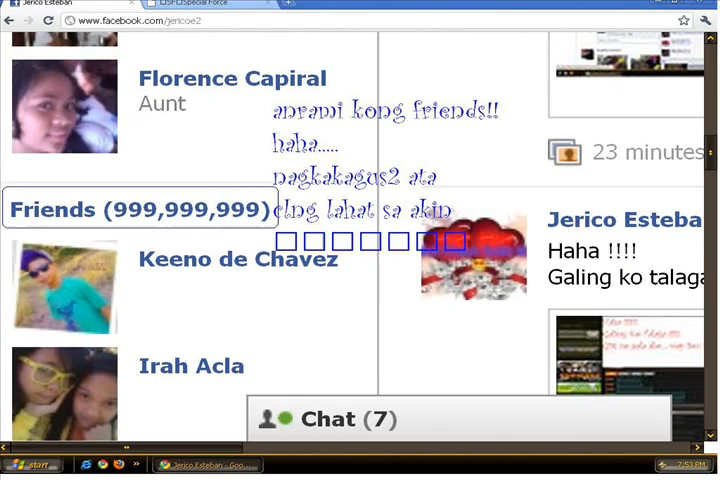 Jerico Esteban
Special Force
www.facebook.com/jericoe2
Florence Capiral
Aunt
anrami kong friends!!
haha.....
nagkakagus2 ata
clng lahat sa akin
Friends (999,999,999)
Keeno de Chavez
Irah Acla
23 minutes
Jerico Esteba
Haha !!!!
Galing ko talaga
Chat (7)
start
Jerico Esteban - Goo...
7:53 PM